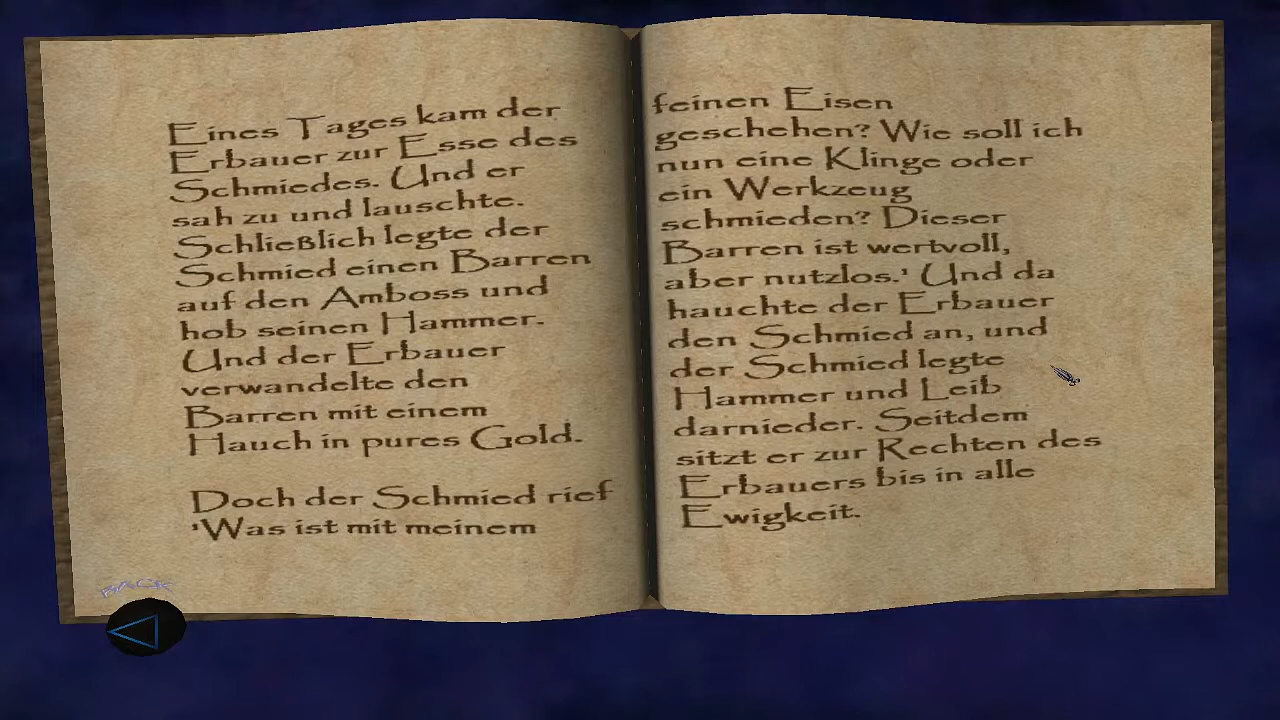 Eines Tages kam der
Erbauer zur Esse des
Schmiedes. Und er
sah zu und lauschte.
Schließlich legte der
Schmied einen Barren
auf den Amboss und
hob seinen Hammer.
Und der Erbauer
verwandelte den
Barren mit einem
Hauch in pures Gold.
Doch der Schmied rief
'Was ist mit meinem
feinen Eisen
geschehen? Wie soll ich
nun eine Klinge oder
ein Werkzeug
schmieden? Dieser
Barren ist wertvoll,
aber nutzlos.' Und da
hauchte der Erbauer
den Schmied an, und
der Schmied legte
Hammer und Leib
darnieder. Seitdem
sitzt er zur Rechten des
Erbauers bis in alle
Ewigkeit.
BACK